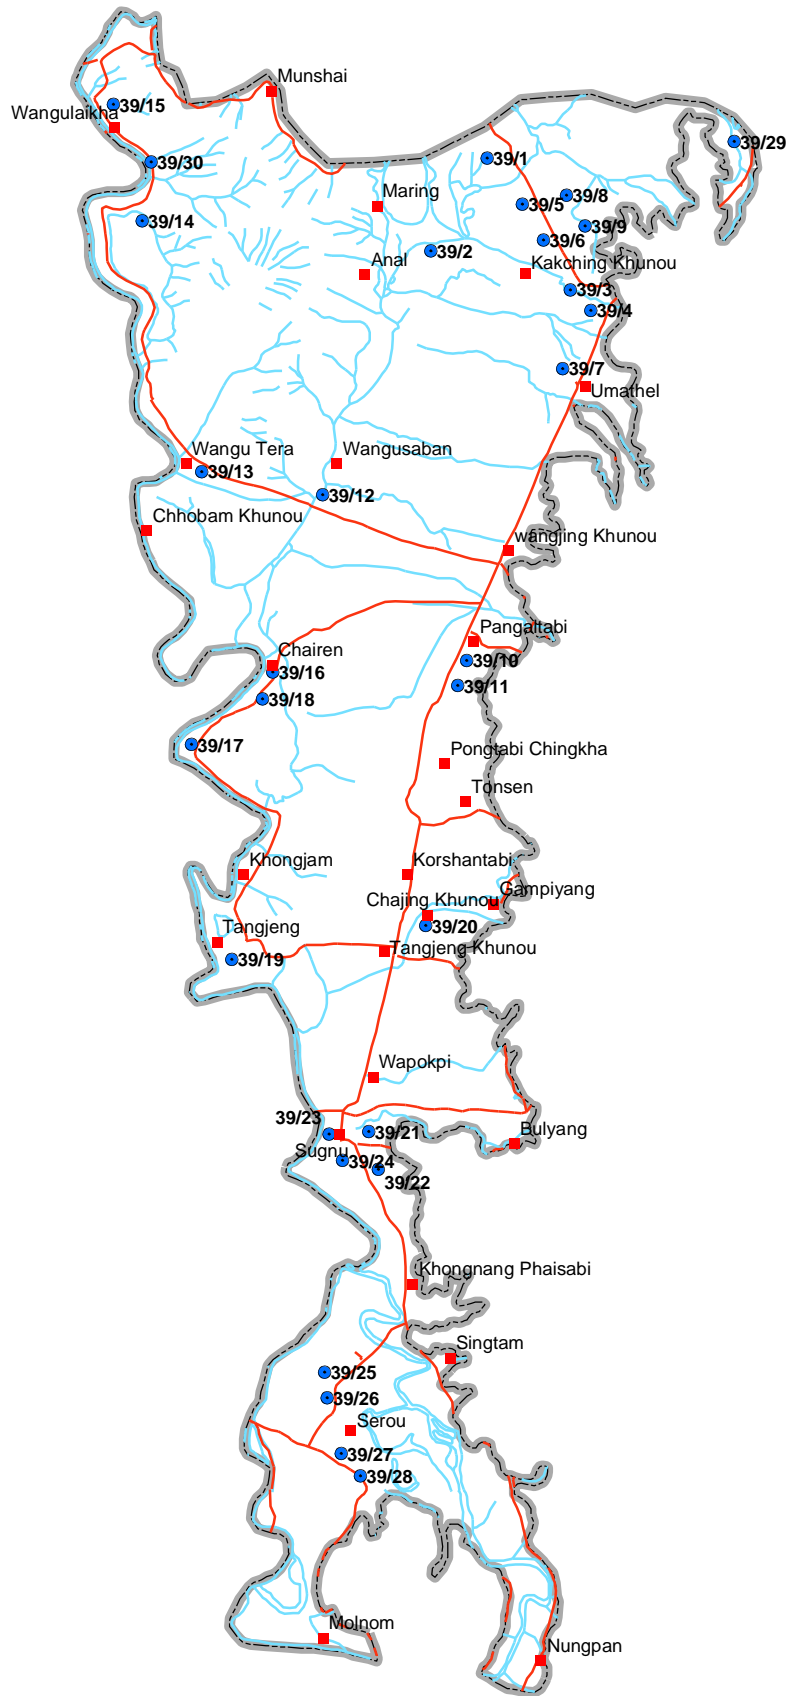 Munshai
39/15
Wangulaikha
39/29
39/1
39/30
Maring
39/8
39/5
39/14
39/9
39/6
39/2
Anal
Kakching Khunou
39/3
39/4
39/7
Umathel
Wangu Tera
Wangusaban
39/13
39/12
Chhobam Khunou
wangjing Khunou
Pangaltabi
Chairen
39/10
39/16
39/11
39/18
39/17
Pongtabi Chingkha
Tonsen
Khongjam
Korshantabi
Gampiyang
Chajing Khunou
39/20
Tangjeng
Tangjeng Khunou
39/19
Wapokpi
39/23
39/21
Bulyang
Sugnu
39/24
39/22
Khongnang Phaisabi
Singtam
39/25
39/26
Serou
39/27
39/28
Molnom
Nungpan